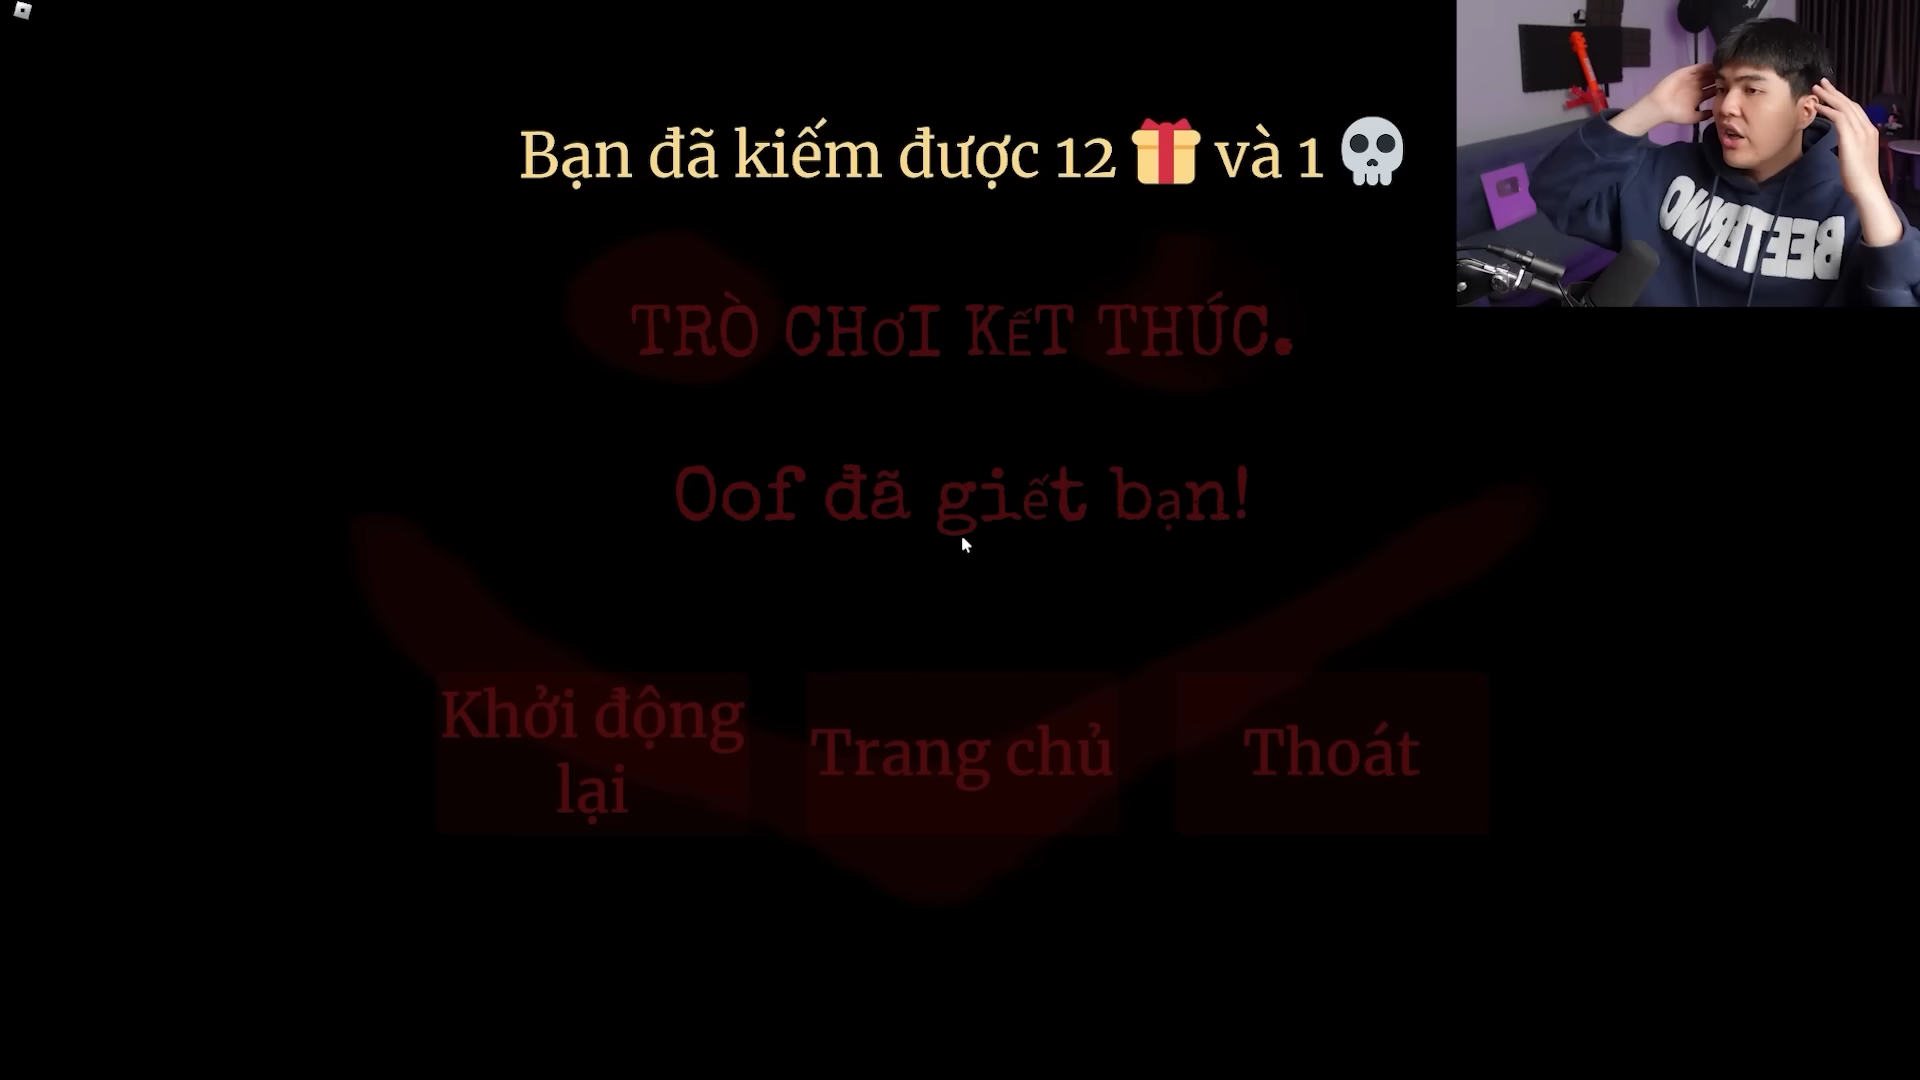 Bạn đã kiếm được 12 🎁 và 1 💀
TRÒ CHƠI KẾT THÚC.
Oof đã giết bạn!
Khởi động
lại
Trang chủ
Thoát